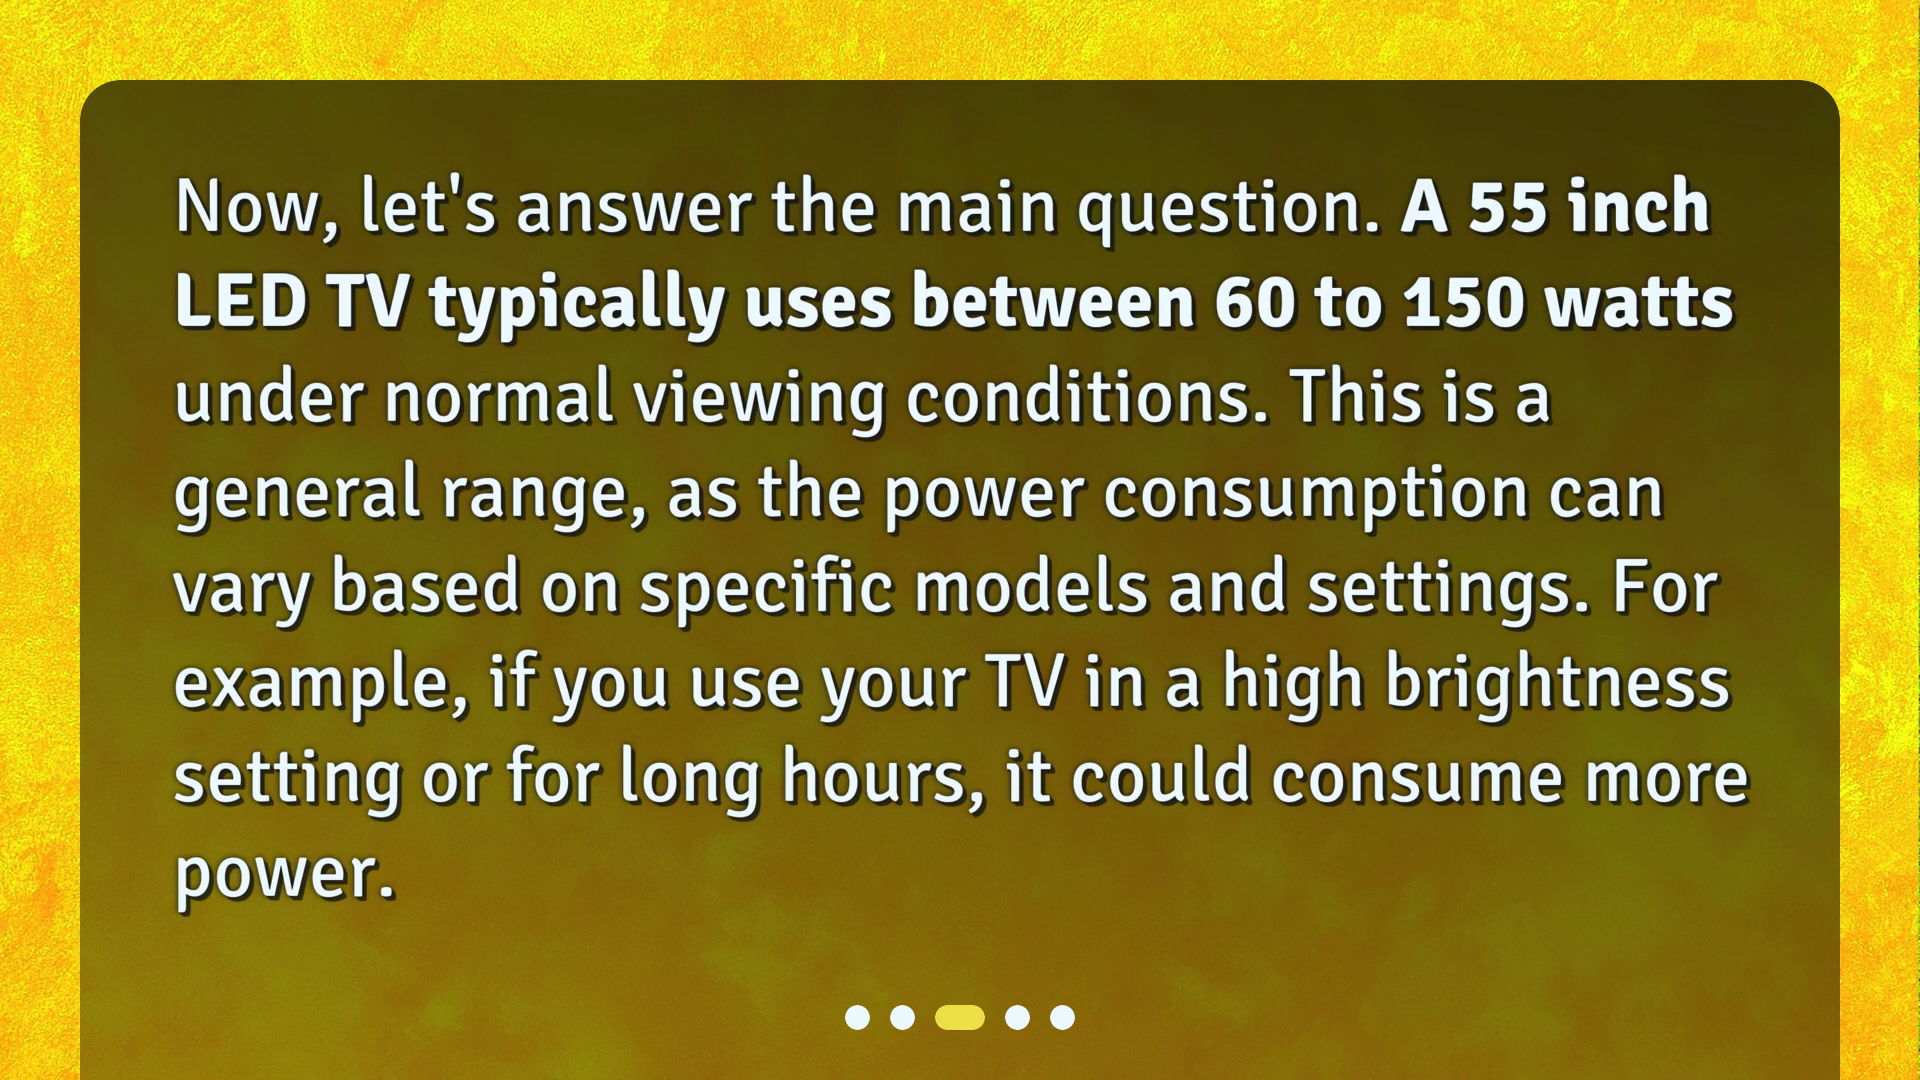 Now, let's answer the main question. A 55 inch
LED TV typically uses between 60 to 150 watts
under normal viewing conditions. This is a
general range, as the power consumption can
vary based on specific models and settings. For
example, if you use your TV in a high brightness
setting or for long hours, it could consume more
power.